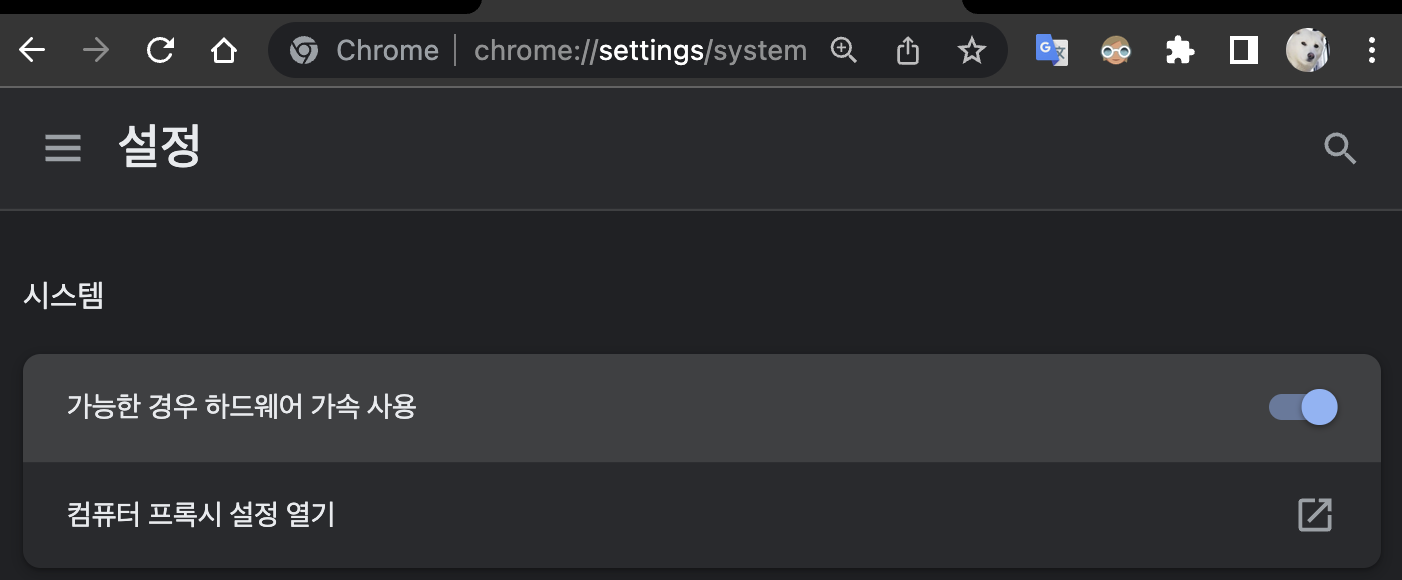 Chrome | chrome://settings/system
설정
시스템
가능한 경우 하드웨어 가속 사용
컴퓨터 프록시 설정 열기